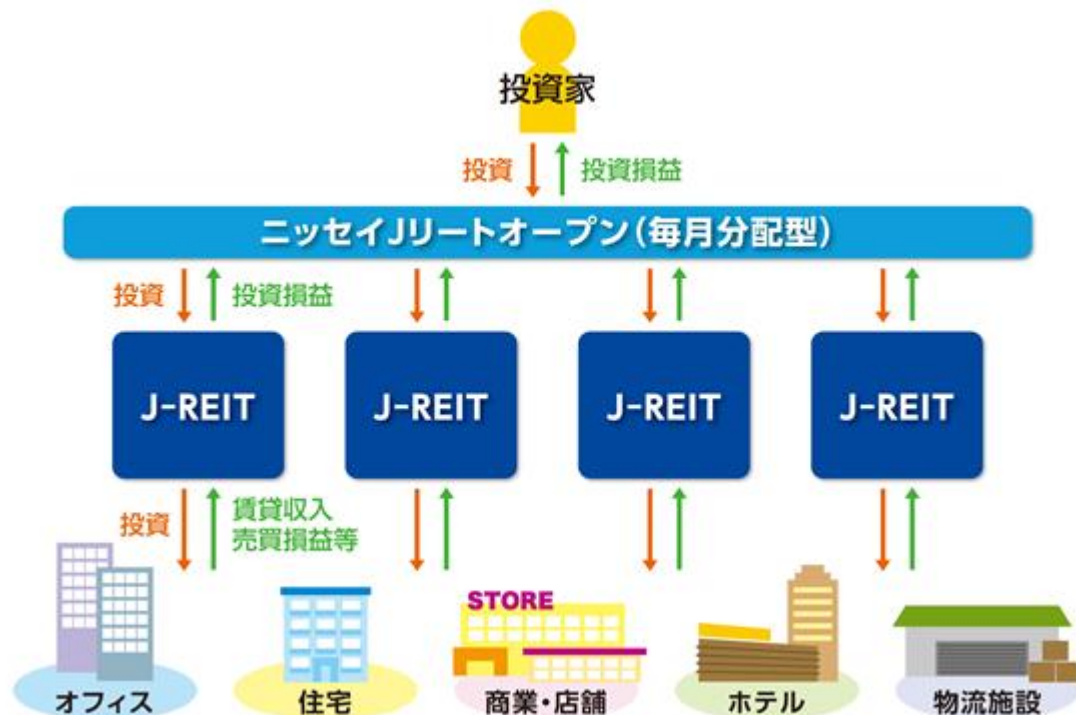 投資家
投資 投資損益
ニッセイJリートオープン(毎月分配型)
投資 投資損益
J-REIT J-REIT J-REIT J-REIT
投資 賃貸収入
売買損益等
STORE
オフィス 住宅 商業・店舗 ホテル 物流施設